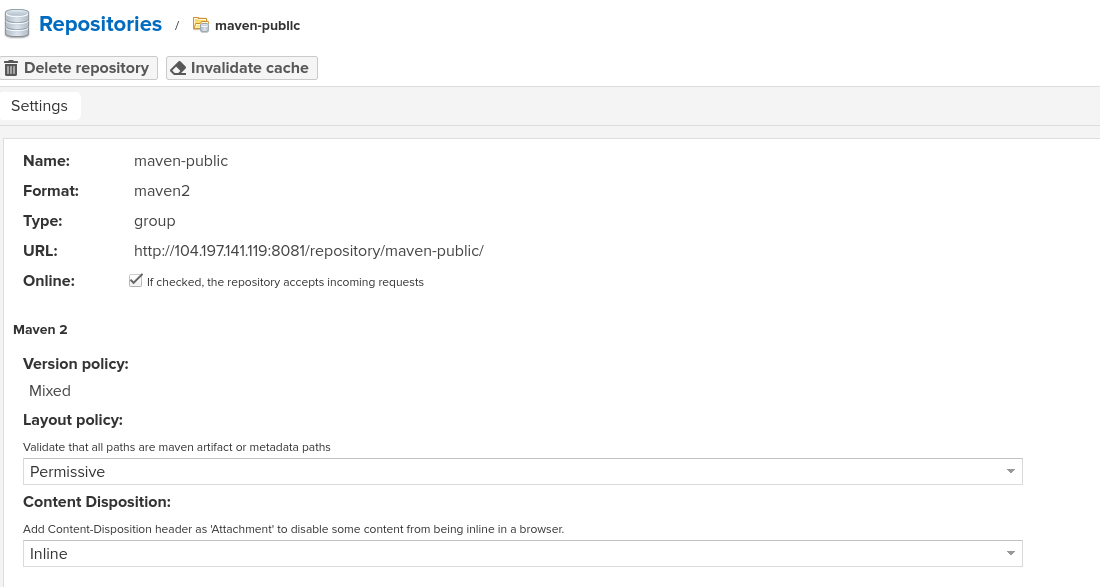 Repositories / maven-public
Delete repository Invalidate cache
Settings
Name: maven-public
Format: maven2
Type: group
URL: http://104.197.141.119:8081/repository/maven-public/
Online: If checked, the repository accepts incoming requests
Maven 2
Version policy:
Mixed
Layout policy:
Validate that all paths are maven artifact or metadata paths
Permissive
Content Disposition:
Add Content-Disposition header as 'Attachment' to disable some content from being inline in a browser.
Inline